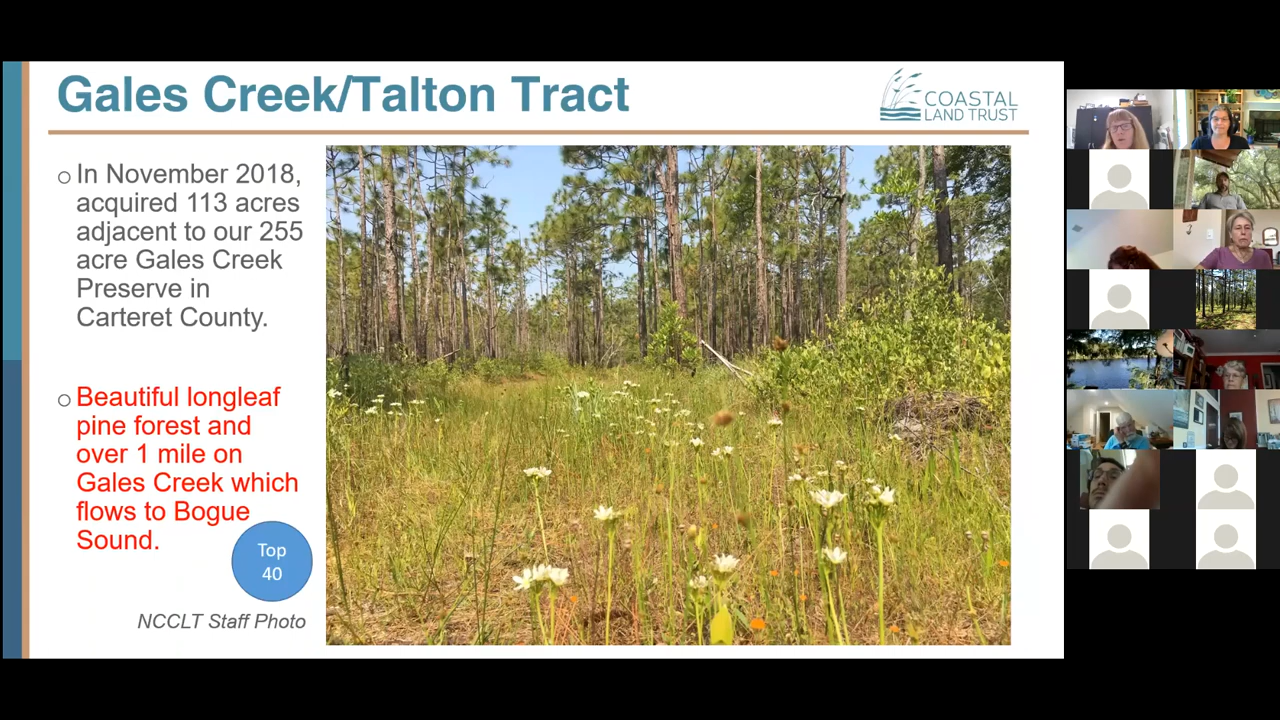 Gales Creek/Talton Tract
COASTAL
LAND TRUST
○ In November 2018,
acquired 113 acres
adjacent to our 255
acre Gales Creek
Preserve in
Carteret County.
○ Beautiful longleaf
pine forest and
over 1 mile on
Gales Creek which
flows to Bogue
Sound.
Top
40
NCCLT Staff Photo